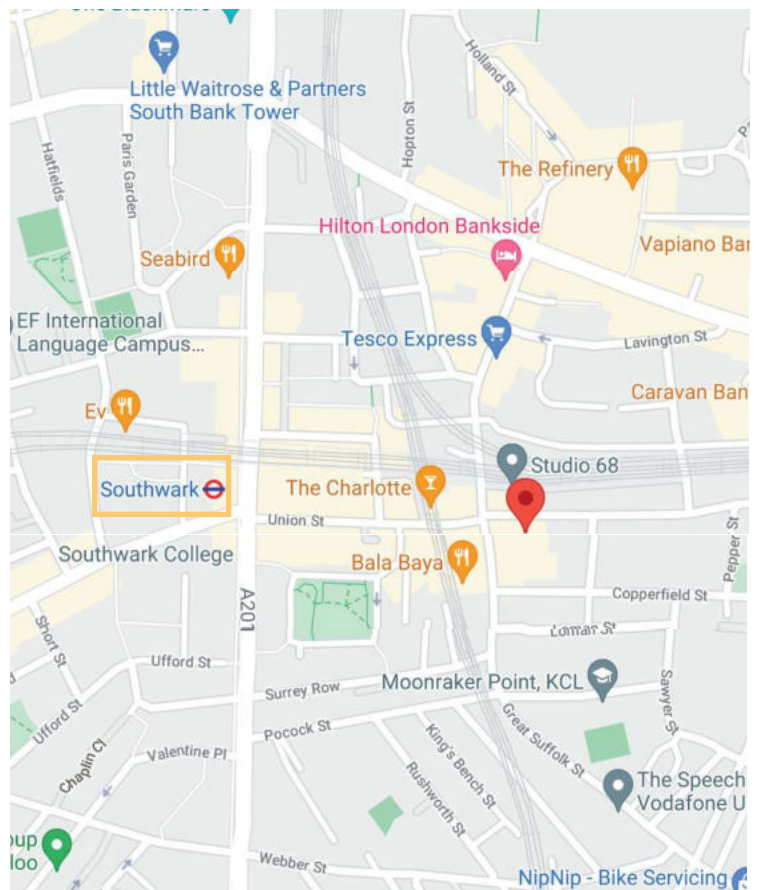 Little Waitrose & Partners
South Bank Tower
Holland St
Hopton St
Hatfields
Paris Garden
The Refinery
Hilton London Bankside
Seabird
Vapiano Bar
EF International
Language Campus...
Tesco Express
Lavington St
Caravan Ban
Ev
Studio 68
Southwark
The Charlotte
Union St
Southwark College
Bala Baya
Pepper St
A201
Copperfield St
Loman St
Short St
Ufford St
Surrey Row
Moonraker Point, KCL
Sawyer St
Ufford St
Pocock St
Great Suffolk St
King's Bench St
Chaplin Cl
Valentine Pl
Rushworth St
The Speech
Vodafone U
oup
loo
Webber St
NipNip - Bike Servicing